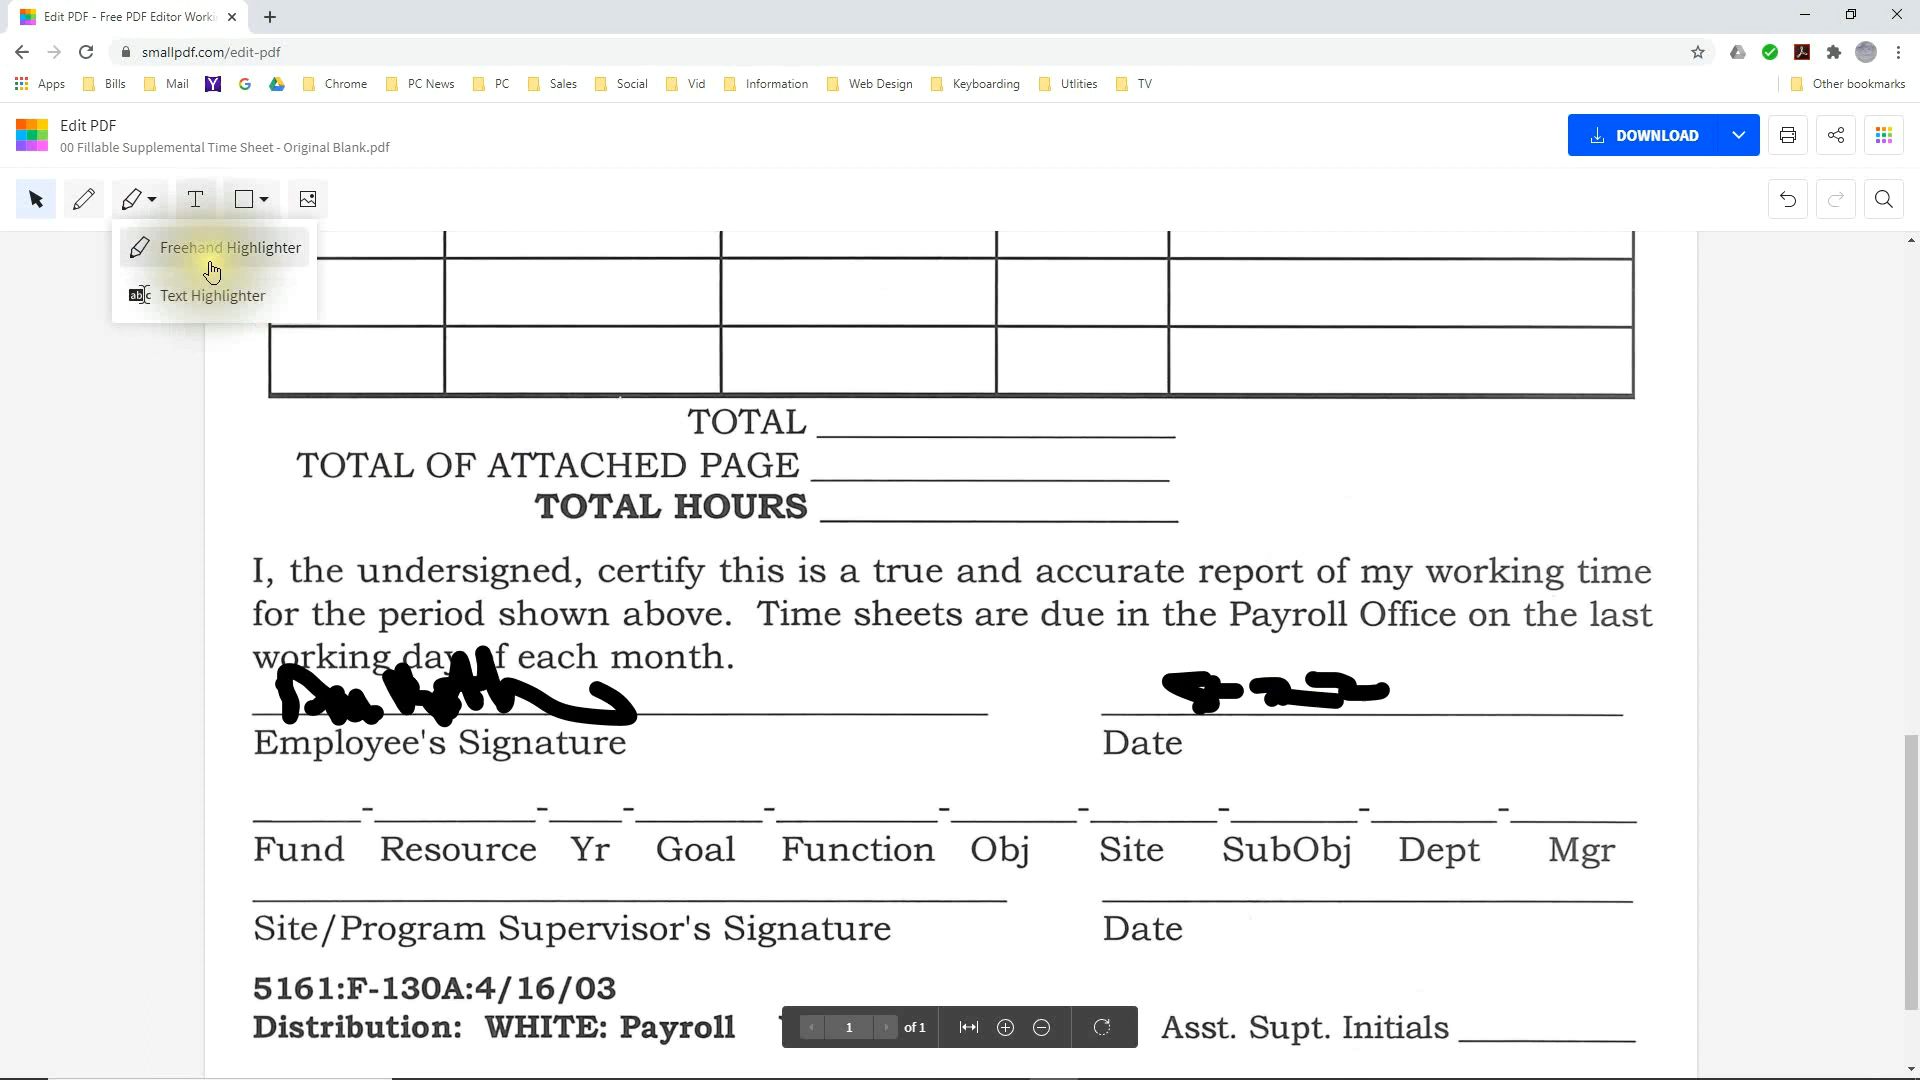 Edit PDF - Free PDF Editor Worki
smallpdf.com/edit-pdf
Apps Bills Mail Y G Chrome PC News PC Sales Social Vid Information Web Design Keyboarding Utlities TV Other bookmarks
Edit PDF
00 Fillable Supplemental Time Sheet - Original Blank.pdf
DOWNLOAD
T
Freehand Highlighter
Text Highlighter
TOTAL
TOTAL OF ATTACHED PAGE
TOTAL HOURS
I, the undersigned, certify this is a true and accurate report of my working time
for the period shown above. Time sheets are due in the Payroll Office on the last
working day of each month.
Employee's Signature Date
Fund Resource Yr Goal Function Obj Site SubObj Dept Mgr
Site/Program Supervisor's Signature Date
5161:F-130A:4/16/03
Distribution: WHITE: Payroll Asst. Supt. Initials
1 of 1